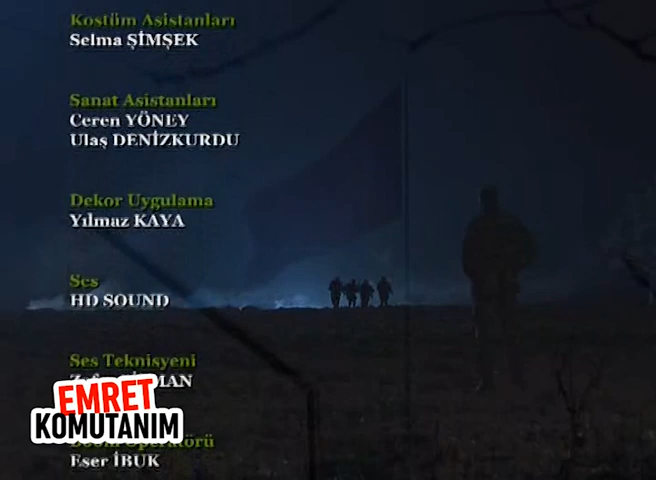 Kostüm Asistanları
Selma ŞİMŞEK
Sanat Asistanları
Ceren YÖNEY
Ulaş DENİZKURDU
Dekor Uygulama
Yılmaz KAYA
Ses
HD SOUND
Ses Teknisyeni
EMRET
KOMUTANIM
Operatörü
Eser İBUK